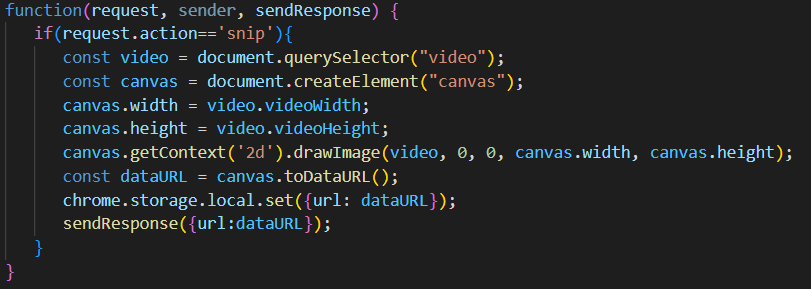 function(request, sender, sendResponse) {
if(request.action=='snip'){
const video = document.querySelector("video");
const canvas = document.createElement("canvas");
canvas.width = video.videoWidth;
canvas.height = video.videoHeight;
canvas.getContext('2d').drawImage(video, 0, 0, canvas.width, canvas.height);
const dataURL = canvas.toDataURL();
chrome.storage.local.set({url: dataURL});
sendResponse({url:dataURL});
}
}